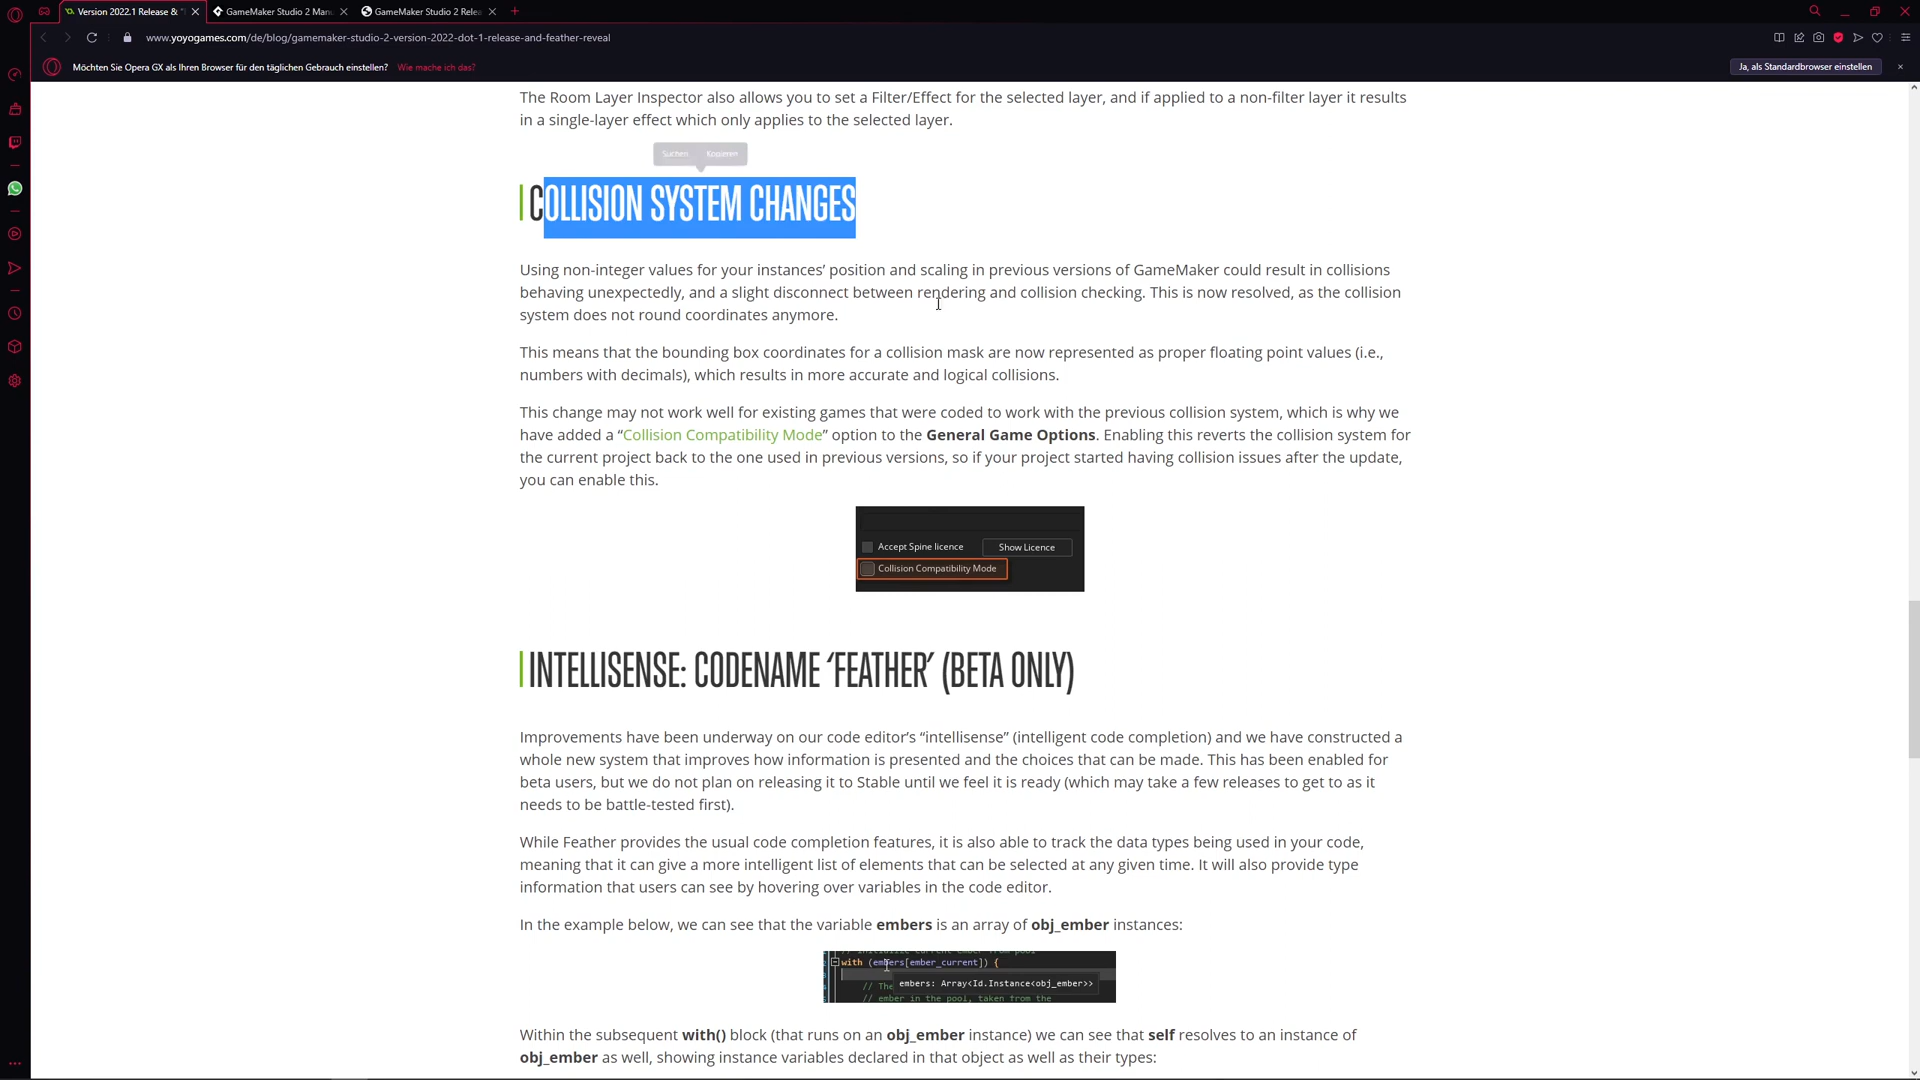 Version 2022.1 Release & "
GameMaker Studio 2 Manu
GameMaker Studio 2 Relea
www.yoyogames.com/de/blog/gamemaker-studio-2-version-2022-dot-1-release-and-feather-reveal
Möchten Sie Opera GX als Ihren Browser für den täglichen Gebrauch einstellen? Wie mache ich das?
Ja, als Standardbrowser einstellen
The Room Layer Inspector also allows you to set a Filter/Effect for the selected layer, and if applied to a non-filter layer it results
in a single-layer effect which only applies to the selected layer.
Suchen Kopieren
COLLISION SYSTEM CHANGES
Using non-integer values for your instances’ position and scaling in previous versions of GameMaker could result in collisions
behaving unexpectedly, and a slight disconnect between rendering and collision checking. This is now resolved, as the collision
system does not round coordinates anymore.
This means that the bounding box coordinates for a collision mask are now represented as proper floating point values (i.e.,
numbers with decimals), which results in more accurate and logical collisions.
This change may not work well for existing games that were coded to work with the previous collision system, which is why we
have added a “Collision Compatibility Mode” option to the General Game Options. Enabling this reverts the collision system for
the current project back to the one used in previous versions, so if your project started having collision issues after the update,
you can enable this.
Accept Spine licence Show Licence
Collision Compatibility Mode
INTELLISENSE: CODENAME ‘FEATHER’ (BETA ONLY)
Improvements have been underway on our code editor’s “intellisense” (intelligent code completion) and we have constructed a
whole new system that improves how information is presented and the choices that can be made. This has been enabled for
beta users, but we do not plan on releasing it to Stable until we feel it is ready (which may take a few releases to get to as it
needs to be battle-tested first).
While Feather provides the usual code completion features, it is also able to track the data types being used in your code,
meaning that it can give a more intelligent list of elements that can be selected at any given time. It will also provide type
information that users can see by hovering over variables in the code editor.
In the example below, we can see that the variable embers is an array of obj_ember instances:
// Initialize current ember from pool
with (embers[ember_current]) {
// The
embers: Array<Id.Instance<obj_ember>>
// ember in the pool, taken from the
Within the subsequent with() block (that runs on an obj_ember instance) we can see that self resolves to an instance of
obj_ember as well, showing instance variables declared in that object as well as their types: